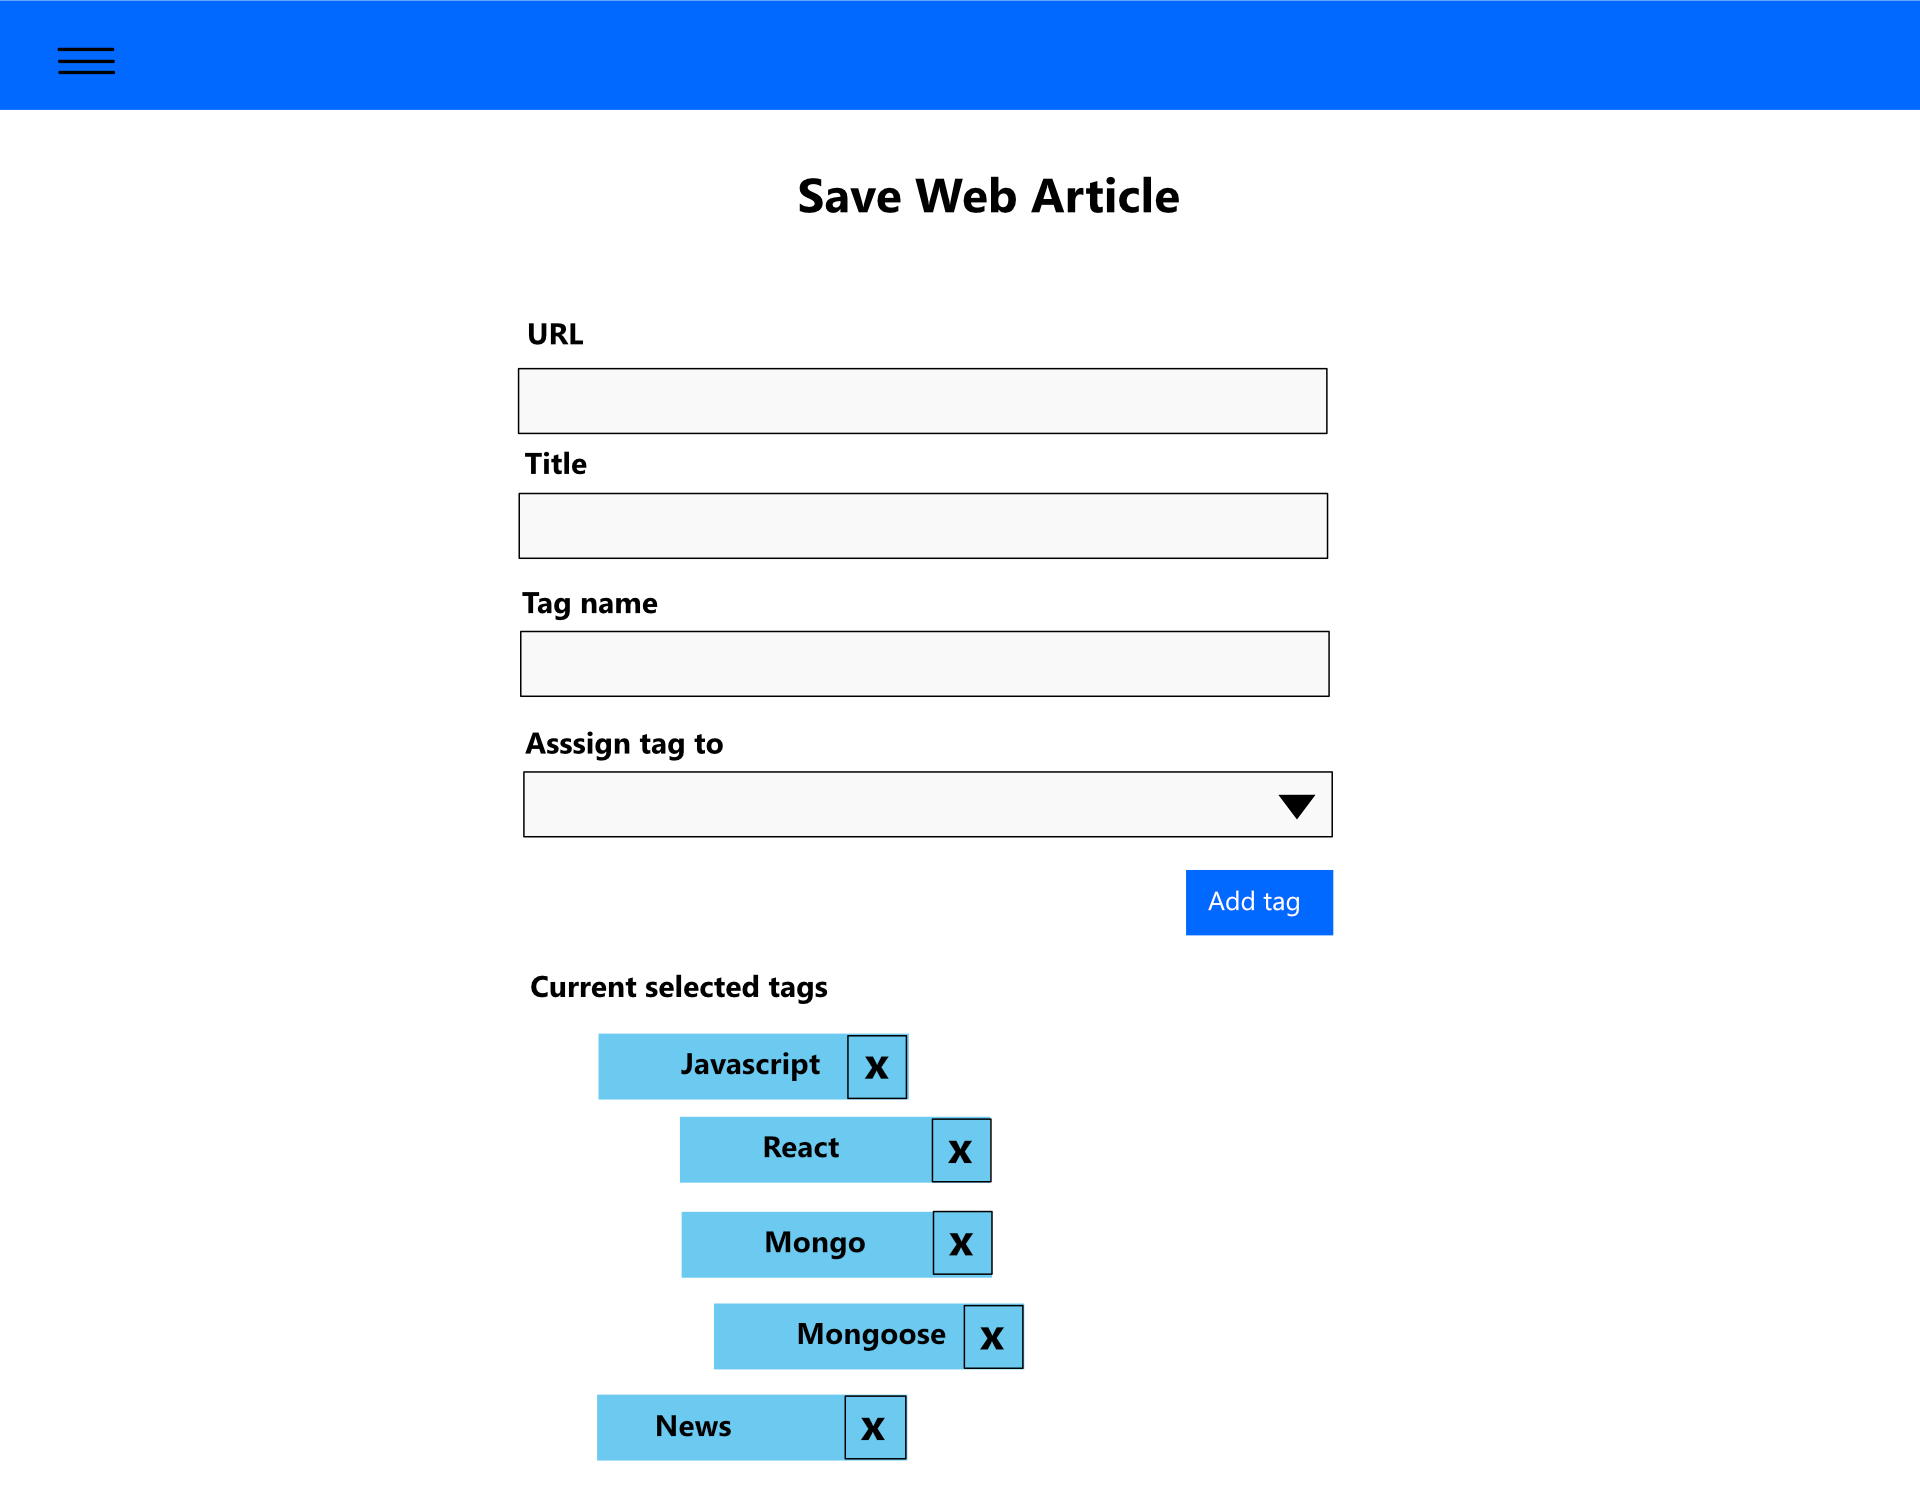 Save Web Article
URL
Title
Tag name
Asssign tag to
Add tag
Current selected tags
Javascript x
React x
Mongo x
Mongoose x
News x